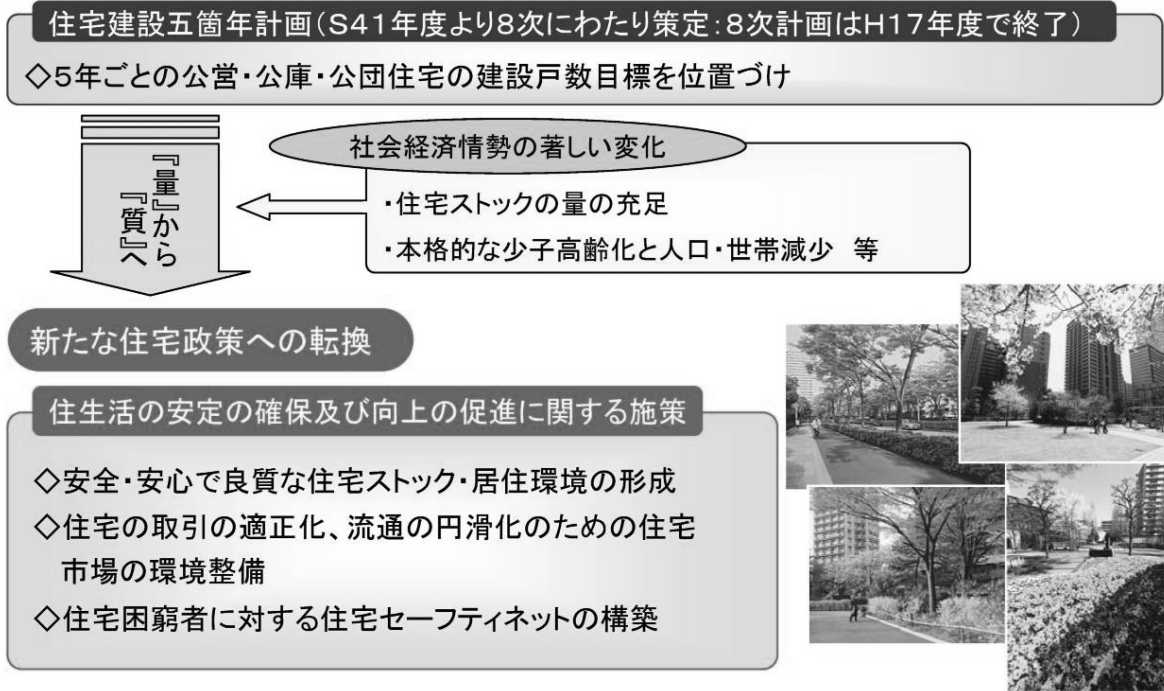 住宅建設五箇年計画(S41年度より8次にわたり策定:8次計画はH17年度で終了)
◇5年ごとの公営・公庫・公団住宅の建設戸数目標を位置づけ
『量』から
『質』へ
社会経済情勢の著しい変化
・住宅ストックの量の充足
・本格的な少子高齢化と人口・世帯減少 等
新たな住宅政策への転換
住生活の安定の確保及び向上の促進に関する施策
◇安全・安心で良質な住宅ストック・居住環境の形成
◇住宅の取引の適正化、流通の円滑化のための住宅
市場の環境整備
◇住宅困窮者に対する住宅セーフティネットの構築